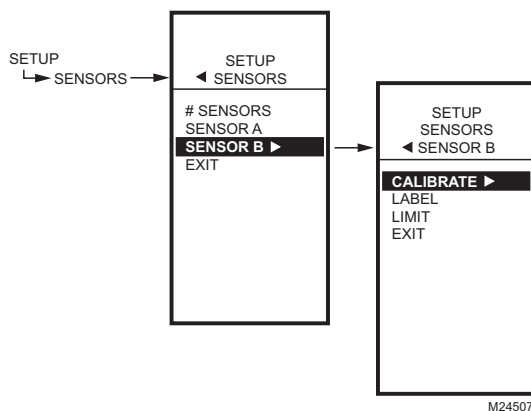 SETUP
SENSORS
SETUP
◄ SENSORS
# SENSORS
SENSOR A
SENSOR B ►
EXIT
SETUP
SENSORS
◄ SENSOR B
CALIBRATE ►
LABEL
LIMIT
EXIT
M24507